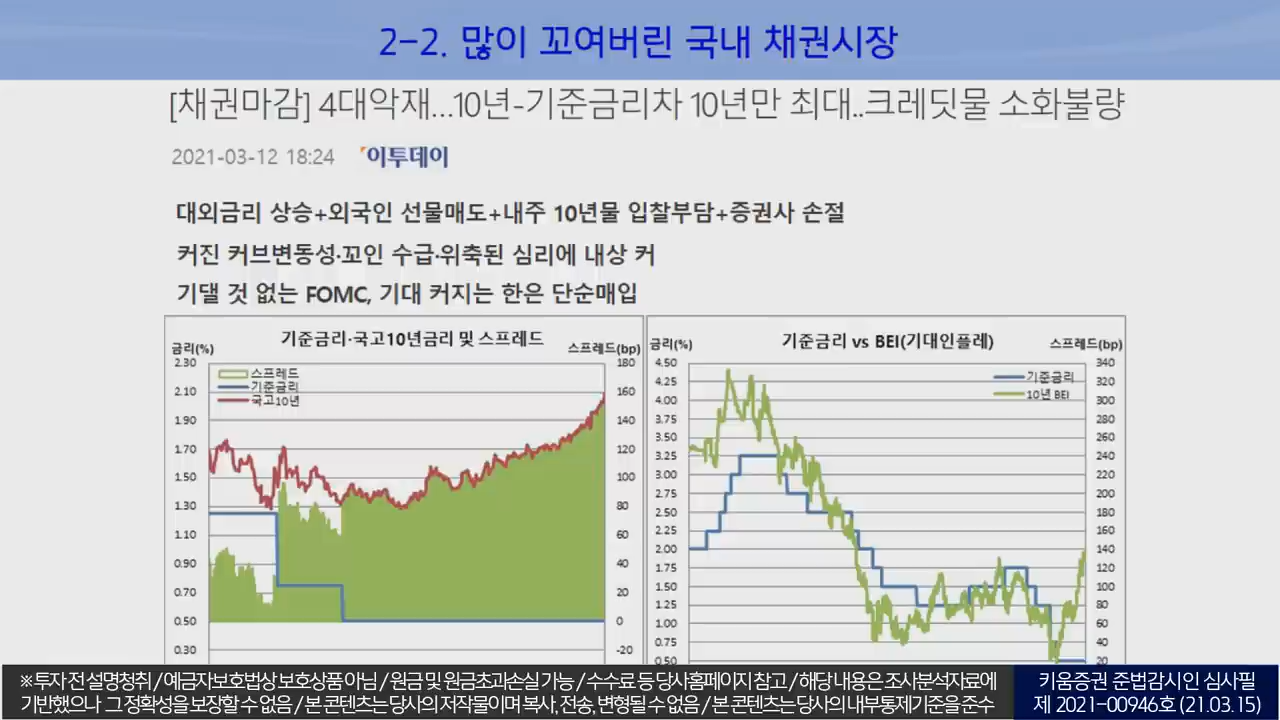 2-2. 많이 꼬여버린 국내 채권시장
[채권마감] 4대악재...10년-기준금리차 10년만 최대..크레딧물 소화불량
2021-03-12 18:24 이투데이
대외금리 상승+외국인 선물매도+내주 10년물 입찰부담+증권사 손절
커진 커브변동성·꼬인 수급·위축된 심리에 내상 커
기댈 것 없는 FOMC, 기대 커지는 한은 단순매입
기준금리·국고10년금리 및 스프레드
금리(%)
스프레드(bp)
2.30
2.10
1.90
1.70
1.50
1.30
1.10
0.90
0.70
0.50
0.30
스프레드
기준금리
국고10년
180
160
140
120
100
80
60
40
20
0
-20
기준금리 vs BEI(기대인플레)
금리(%)
스프레드(bp)
4.50
4.25
4.00
3.75
3.50
3.25
3.00
2.75
2.50
2.25
2.00
1.75
1.50
1.25
1.00
0.75
0.50
기준금리
10년 BEI
340
320
300
280
260
240
220
200
180
160
140
120
100
80
60
40
20
※ 투자 전 설명청취 / 예금자보호법상 보호상품 아님 / 원금 및 원금초과손실 가능 / 수수료 등 당사홈페이지 참고 / 해당 내용은 조사분석자료에
기반했으나 그 정확성을 보장할 수 없음 / 본 콘텐츠는 당사의 저작물이며 복사, 전송, 변형될 수 없음 / 본 콘텐츠는 당사의 내부통제기준을 준수
키움증권 준법감시인 심사필
제 2021-00946호 (21.03.15)